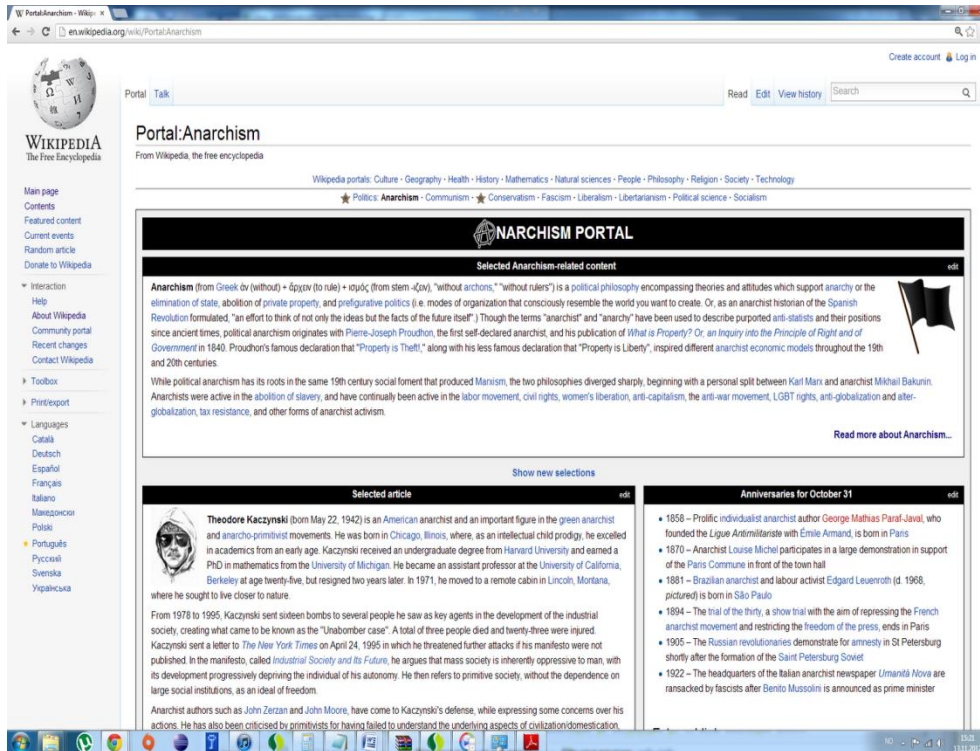 Portal:Anarchism - Wikip
en.wikipedia.org/wiki/Portal:Anarchism
Create account Log in
Portal Talk
Read Edit View history Search
WIKIPEDIA
The Free Encyclopedia
Main page
Contents
Featured content
Current events
Random article
Donate to Wikipedia
Interaction
Help
About Wikipedia
Community portal
Recent changes
Contact Wikipedia
Toolbox
Print/export
Languages
Català
Deutsch
Español
Français
Italiano
Македонски
Polski
Português
Русский
Svenska
Українська
Portal:Anarchism
From Wikipedia, the free encyclopedia
Wikipedia portals: Culture · Geography · Health · History · Mathematics · Natural sciences · People · Philosophy · Religion · Society · Technology
Politics: Anarchism · Communism · Conservatism · Fascism · Liberalism · Libertarianism · Political science · Socialism
ANARCHISM PORTAL
Selected Anarchism-related content edit
Anarchism (from Greek ἀν (without) + ἄρχειν (to rule) + ισμός (from stem -ιζειν), "without archons," "without rulers") is a political philosophy encompassing theories and attitudes which support anarchy or the
elimination of state, abolition of private property, and prefigurative politics (i.e. modes of organization that consciously resemble the world you want to create. Or, as an anarchist historian of the Spanish
Revolution formulated, "an effort to think of not only the ideas but the facts of the future itself".) Though the terms "anarchist" and "anarchy" have been used to describe purported anti-statists and their positions
since ancient times, political anarchism originates with Pierre-Joseph Proudhon, the first self-declared anarchist, and his publication of What is Property? Or, an Inquiry into the Principle of Right and of
Government in 1840. Proudhon's famous declaration that "Property is Theft!," along with his less famous declaration that "Property is Liberty", inspired different anarchist economic models throughout the 19th
and 20th centuries.
While political anarchism has its roots in the same 19th century social foment that produced Marxism, the two philosophies diverged sharply, beginning with a personal split between Karl Marx and anarchist Mikhail Bakunin.
Anarchists were active in the abolition of slavery, and have continually been active in the labor movement, civil rights, women's liberation, anti-capitalism, the anti-war movement, LGBT rights, anti-globalization and alter-
globalization, tax resistance, and other forms of anarchist activism.
Read more about Anarchism...
Show new selections
Selected article edit
Theodore Kaczynski (born May 22, 1942) is an American anarchist and an important figure in the green anarchist
and anarcho-primitivist movements. He was born in Chicago, Illinois, where, as an intellectual child prodigy, he excelled
in academics from an early age. Kaczynski received an undergraduate degree from Harvard University and earned a
PhD in mathematics from the University of Michigan. He became an assistant professor at the University of California,
Berkeley at age twenty-five, but resigned two years later. In 1971, he moved to a remote cabin in Lincoln, Montana,
where he sought to live closer to nature.
From 1978 to 1995, Kaczynski sent sixteen bombs to several people he saw as key agents in the development of the industrial
society, creating what came to be known as the "Unabomber case". A total of three people died and twenty-three were injured.
Kaczynski sent a letter to The New York Times on April 24, 1995 in which he threatened further attacks if his manifesto were not
published. In the manifesto, called Industrial Society and Its Future, he argues that mass society is inherently oppressive to man, with
its development progressively depriving the individual of his autonomy. He then refers to primitive society, without the dependence on
large social institutions, as an ideal of freedom.
Anarchist authors such as John Zerzan and John Moore, have come to Kaczynski's defense, while expressing some concerns over his
actions. He has also been criticised by primitivists for having failed to understand the underlying aspects of civilization/domestication,
Anniversaries for October 31 edit
1858 – Prolific individualist anarchist author George Mathias Paraf-Javal, who
founded the Ligue Antimilitariste with Émile Armand, is born in Paris
1870 – Anarchist Louise Michel participates in a large demonstration in support
of the Paris Commune in front of the town hall
1881 – Brazilian anarchist and labour activist Edgard Leuenroth (d. 1968,
pictured) is born in São Paulo
1894 – The trial of the thirty, a show trial with the aim of repressing the French
anarchist movement and restricting the freedom of the press, ends in Paris
1905 – The Russian revolutionaries demonstrate for amnesty in St Petersburg
shortly after the formation of the Saint Petersburg Soviet
1922 – The headquarters of the Italian anarchist newspaper Umanità Nova are
ransacked by fascists after Benito Mussolini is announced as prime minister
NO
15:21